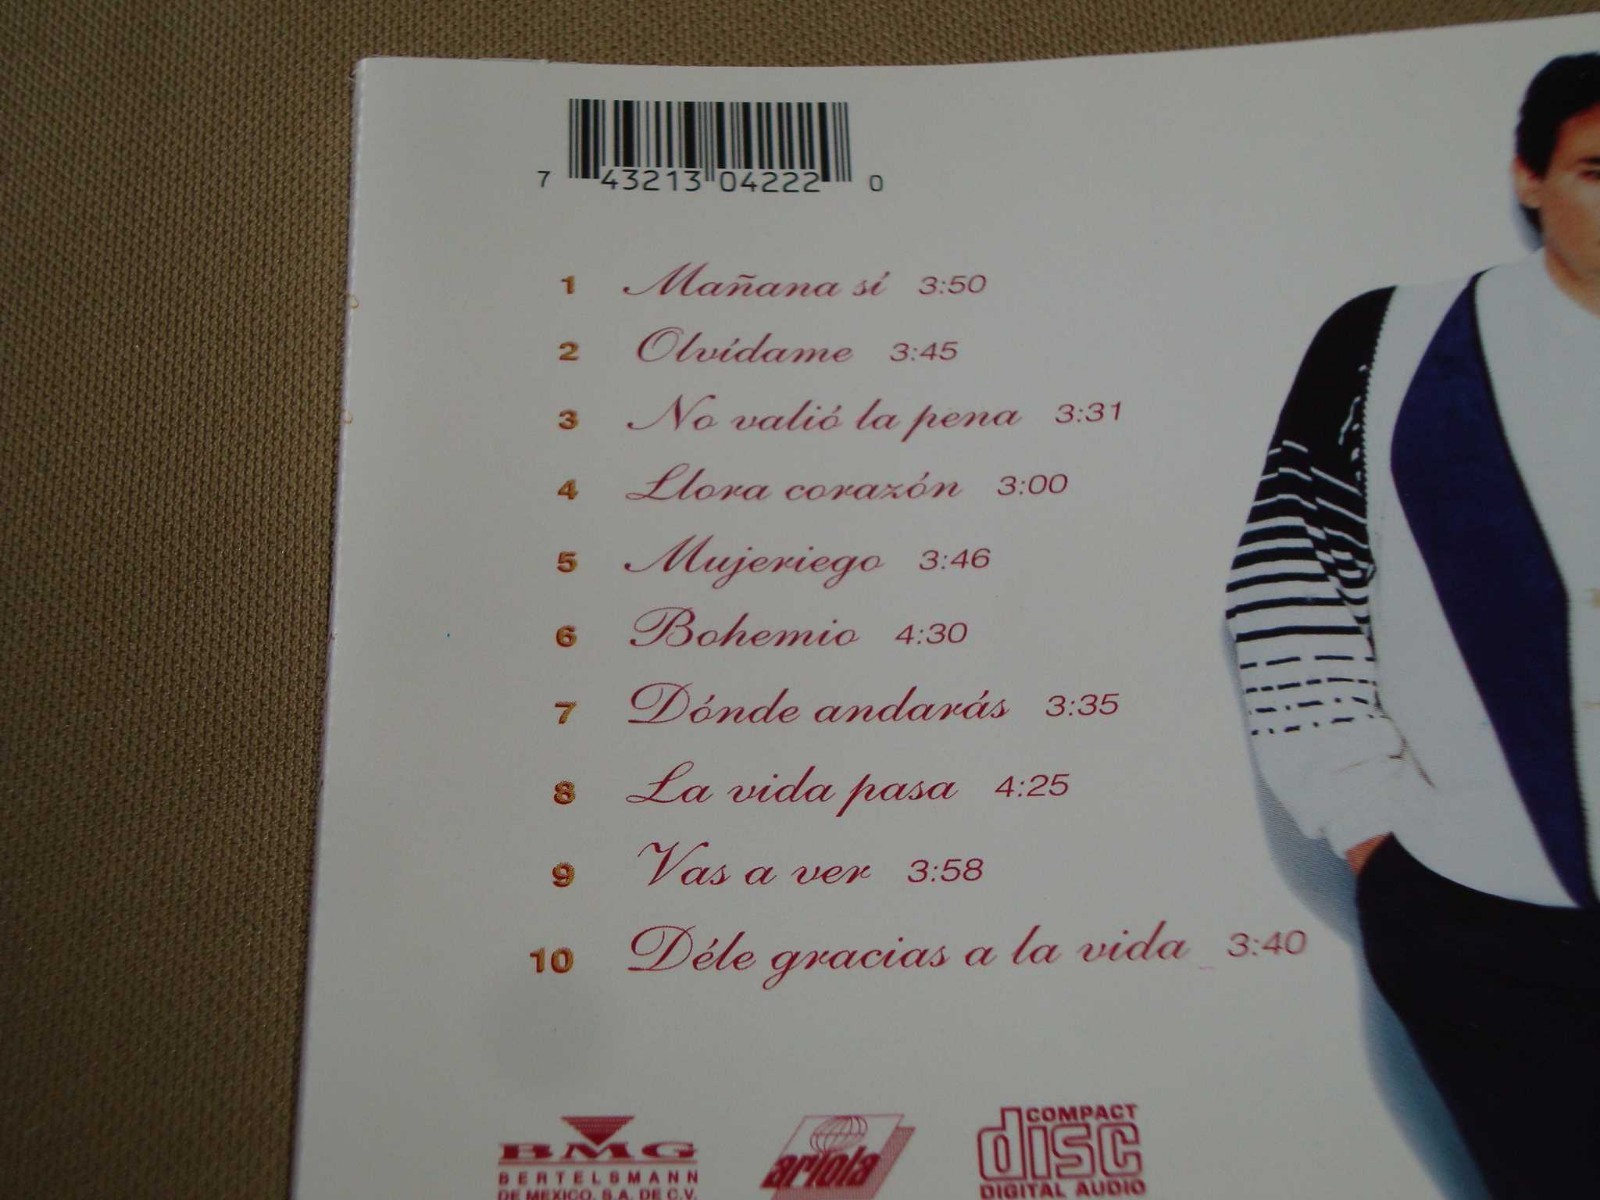 7 43213 04222 0
1 Mañana sí 3:50
2 Olvídame 3:45
3 No valió la pena 3:31
4 Llora corazón 3:00
5 Mujeriego 3:46
6 Bohemio 4:30
7 Dónde andarás 3:35
8 La vida pasa 4:25
9 Vas a ver 3:58
10 Déle gracias a la vida 3:40
BMG
BERTELSMANN
DE MEXICO, S.A. DE C.V.
ariola
COMPACT
disc
DIGITAL AUDIO